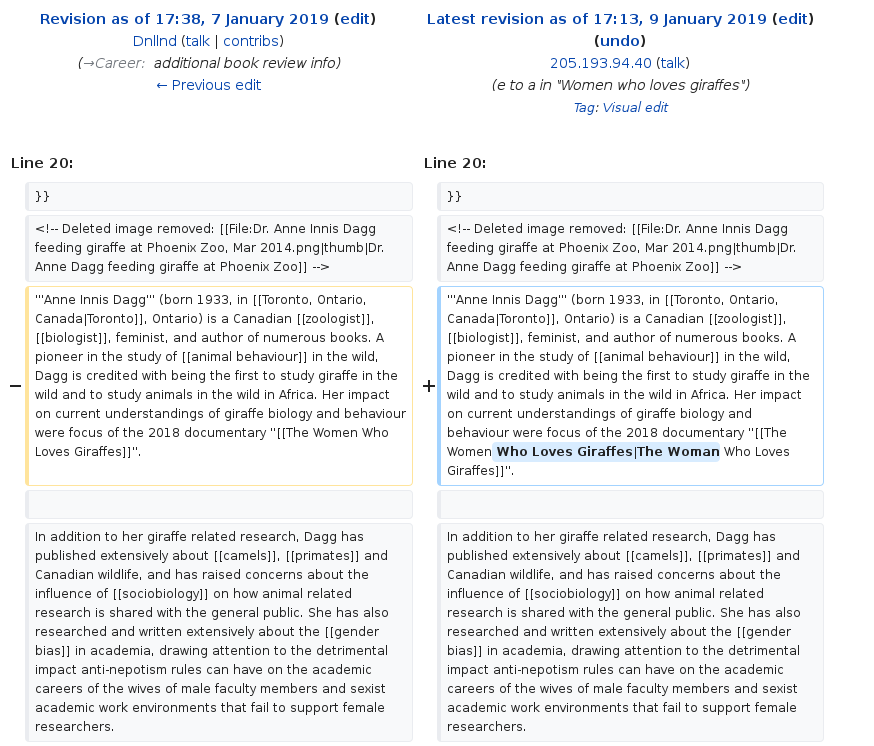 Revision as of 17:38, 7 January 2019 (edit)
Dnllnd (talk | contribs)
(→Career: additional book review info)
← Previous edit
Latest revision as of 17:13, 9 January 2019 (edit)
(undo)
205.193.94.40 (talk)
(e to a in "Women who loves giraffes")
Tag: Visual edit
Line 20:
}}
<!-- Deleted image removed: [[File:Dr. Anne Innis Dagg
feeding giraffe at Phoenix Zoo, Mar 2014.png|thumb|Dr.
Anne Dagg feeding giraffe at Phoenix Zoo]] -->
−
'''Anne Innis Dagg''' (born 1933, in [[Toronto, Ontario,
Canada|Toronto]], Ontario) is a Canadian [[zoologist]],
[[biologist]], feminist, and author of numerous books. A
pioneer in the study of [[animal behaviour]] in the wild,
Dagg is credited with being the first to study giraffe in the
wild and to study animals in the wild in Africa. Her impact
on current understandings of giraffe biology and behaviour
were focus of the 2018 documentary ''[[The Women Who
Loves Giraffes]]''.
In addition to her giraffe related research, Dagg has
published extensively about [[camels]], [[primates]] and
Canadian wildlife, and has raised concerns about the
influence of [[sociobiology]] on how animal related
research is shared with the general public. She has also
researched and written extensively about the [[gender
bias]] in academia, drawing attention to the detrimental
impact anti-nepotism rules can have on the academic
careers of the wives of male faculty members and sexist
academic work environments that fail to support female
researchers.
Line 20:
}}
<!-- Deleted image removed: [[File:Dr. Anne Innis Dagg
feeding giraffe at Phoenix Zoo, Mar 2014.png|thumb|Dr.
Anne Dagg feeding giraffe at Phoenix Zoo]] -->
+
'''Anne Innis Dagg''' (born 1933, in [[Toronto, Ontario,
Canada|Toronto]], Ontario) is a Canadian [[zoologist]],
[[biologist]], feminist, and author of numerous books. A
pioneer in the study of [[animal behaviour]] in the wild,
Dagg is credited with being the first to study giraffe in the
wild and to study animals in the wild in Africa. Her impact
on current understandings of giraffe biology and
behaviour were focus of the 2018 documentary ''[[The
Women Who Loves Giraffes|The Woman Who Loves
Giraffes]]''.
In addition to her giraffe related research, Dagg has
published extensively about [[camels]], [[primates]] and
Canadian wildlife, and has raised concerns about the
influence of [[sociobiology]] on how animal related
research is shared with the general public. She has also
researched and written extensively about the [[gender
bias]] in academia, drawing attention to the detrimental
impact anti-nepotism rules can have on the academic
careers of the wives of male faculty members and sexist
academic work environments that fail to support female
researchers.